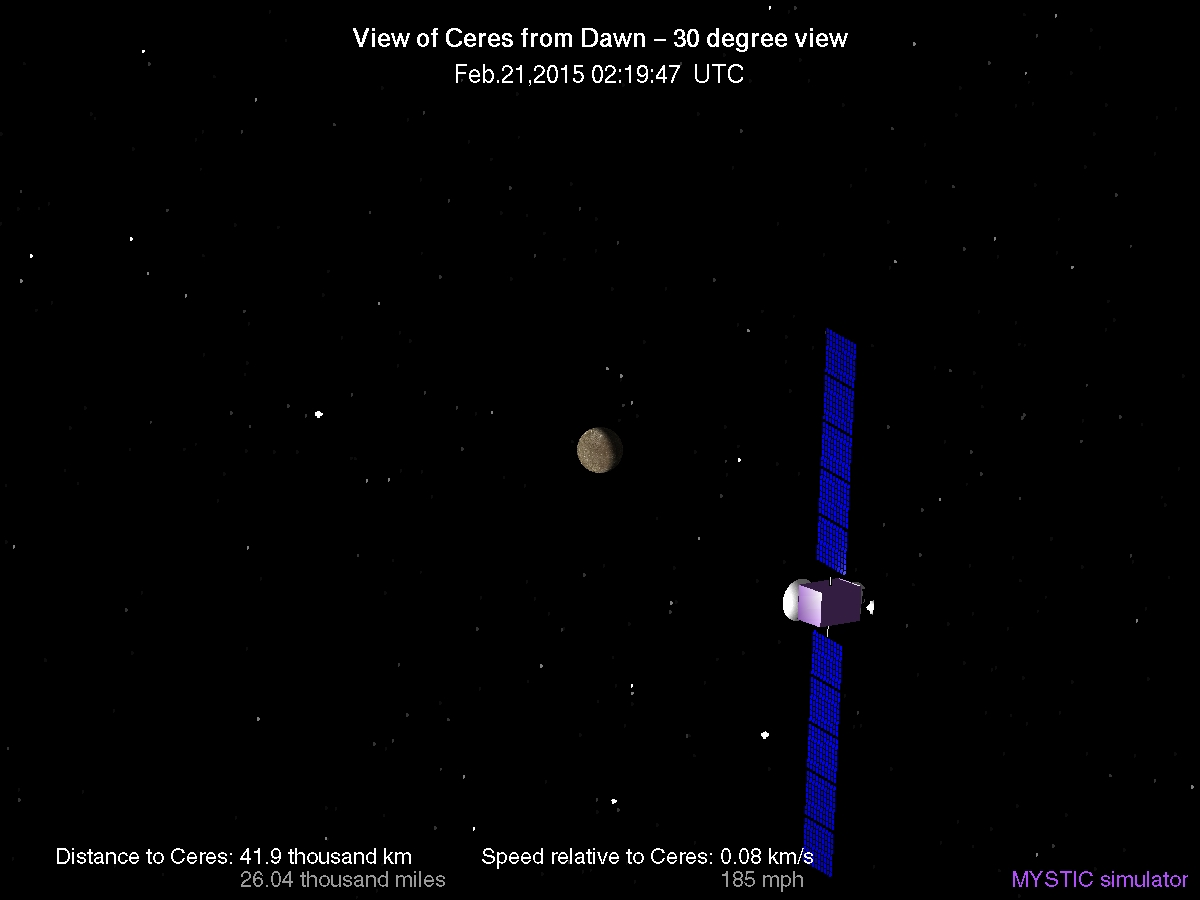 View of Ceres from Dawn – 30 degree view
Feb.21,2015 02:19:47 UTC
Distance to Ceres: 41.9 thousand km
26.04 thousand miles
Speed relative to Ceres: 0.08 km/s
185 mph
MYSTIC simulator